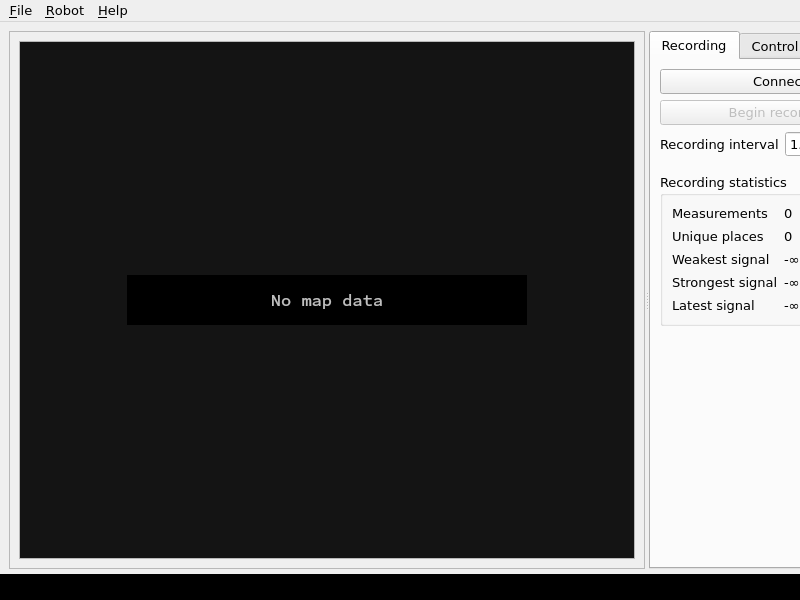 File Robot Help
Recording Control
Connec
Begin recor
Recording interval 1.
Recording statistics
Measurements 0
Unique places 0
Weakest signal -∞
Strongest signal -∞
Latest signal -∞
No map data